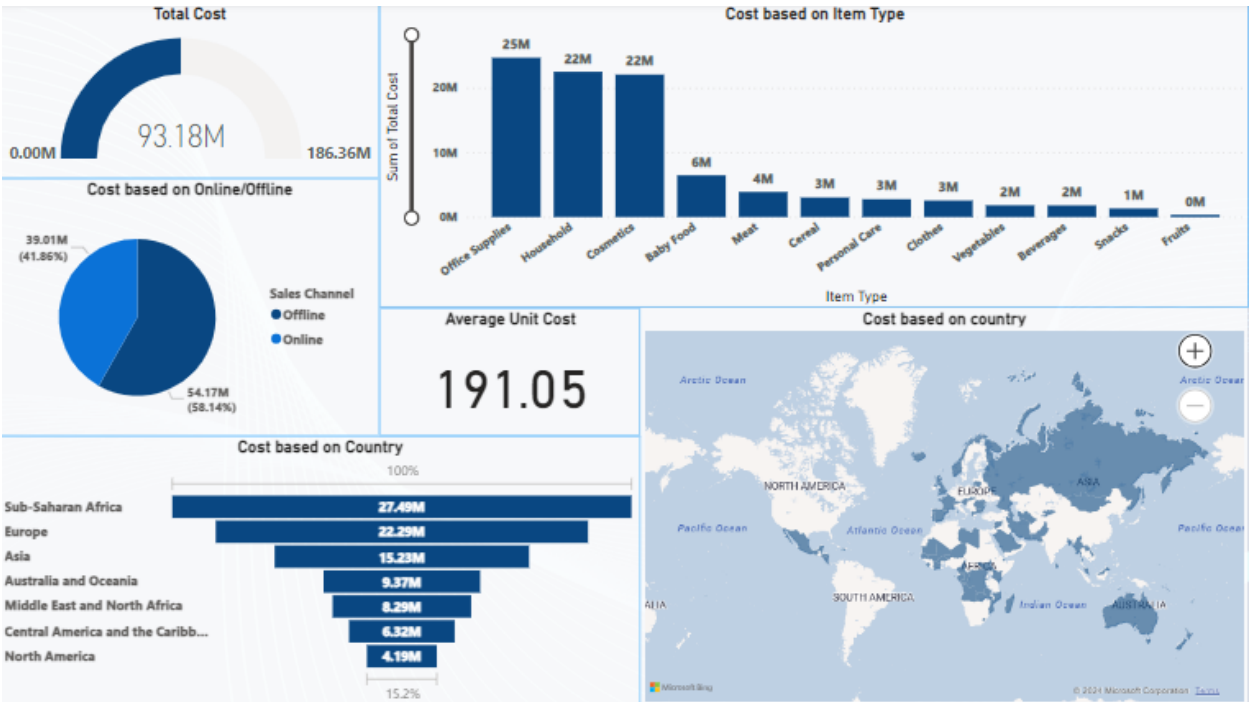 Total Cost
93.18M
0.00M
186.36M
Cost based on Online/Offline
39.01M
(41.86%)
54.17M
(58.14%)
Sales Channel
Offline
Online
Cost based on Item Type
Sum of Total Cost
20M
10M
0M
25M
22M
22M
6M
4M
3M
3M
3M
2M
2M
1M
0M
Office Supplies
Household
Cosmetics
Baby Food
Meat
Cereal
Personal Care
Clothes
Vegetables
Beverages
Snacks
Fruits
Item Type
Average Unit Cost
191.05
Cost based on Country
100%
Sub-Saharan Africa
27.49M
Europe
22.29M
Asia
15.23M
Australia and Oceania
9.37M
Middle East and North Africa
8.29M
Central America and the Caribb...
6.32M
North America
4.19M
15.2%
Cost based on country
Arctic Ocean
Arctic Ocean
NORTH AMERICA
EUROPE
ASIA
Pacific Ocean
Atlantic Ocean
Pacific Ocean
AFRICA
ALIA
SOUTH AMERICA
Indian Ocean
AUSTRALIA
Microsoft Bing
© 2024 Microsoft Corporation Terms